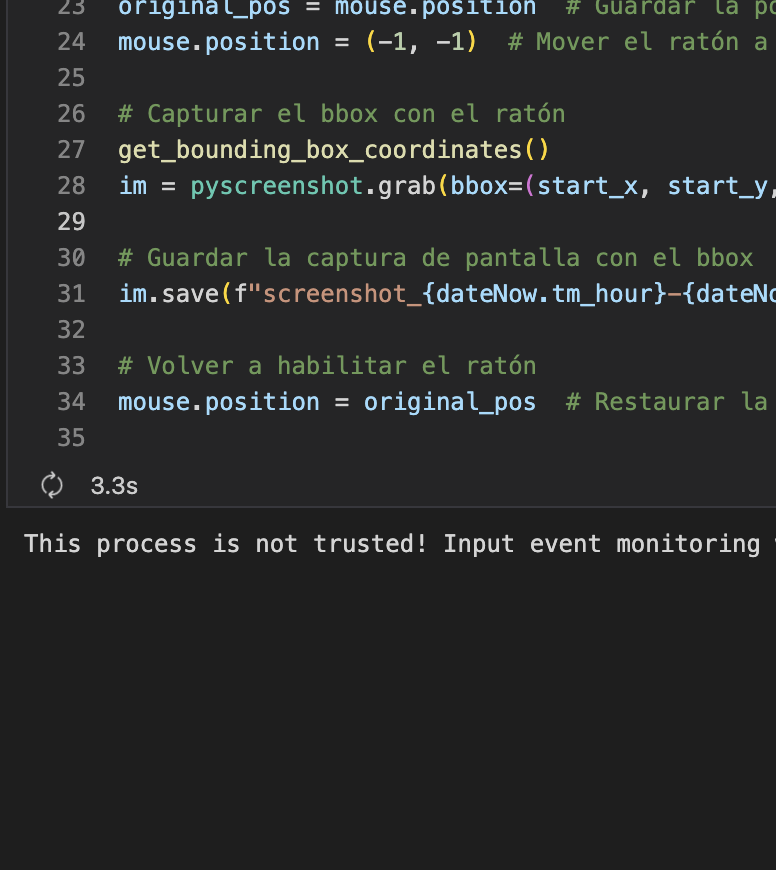 23 original_pos = mouse.position # Guardar la po
24 mouse.position = (-1, -1) # Mover el ratón a
25
26 # Capturar el bbox con el ratón
27 get_bounding_box_coordinates()
28 im = pyscreenshot.grab(bbox=(start_x, start_y,
29
30 # Guardar la captura de pantalla con el bbox
31 im.save(f"screenshot_{dateNow.tm_hour}-{dateNo
32
33 # Volver a habilitar el ratón
34 mouse.position = original_pos # Restaurar la
35
3.3s
This process is not trusted! Input event monitoring